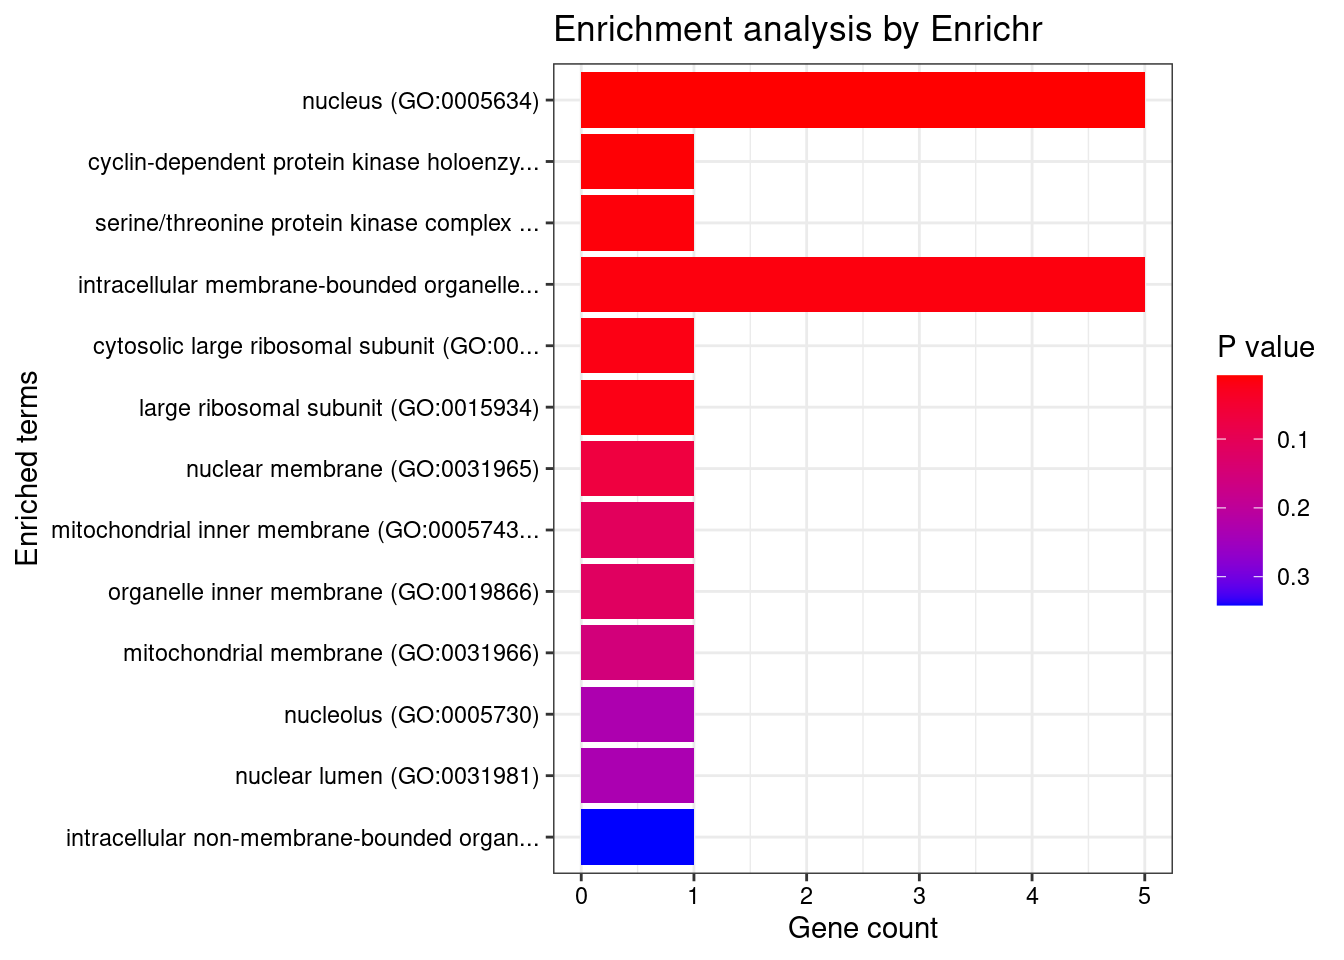 Enrichment analysis by Enrichr
Enriched terms
nucleus (GO:0005634)
cyclin-dependent protein kinase holoenzy...
serine/threonine protein kinase complex ...
intracellular membrane-bounded organelle...
cytosolic large ribosomal subunit (GO:00...
large ribosomal subunit (GO:0015934)
nuclear membrane (GO:0031965)
mitochondrial inner membrane (GO:0005743...
organelle inner membrane (GO:0019866)
mitochondrial membrane (GO:0031966)
nucleolus (GO:0005730)
nuclear lumen (GO:0031981)
intracellular non-membrane-bounded organ...
0 1 2 3 4 5
Gene count
P value
0.1
0.2
0.3